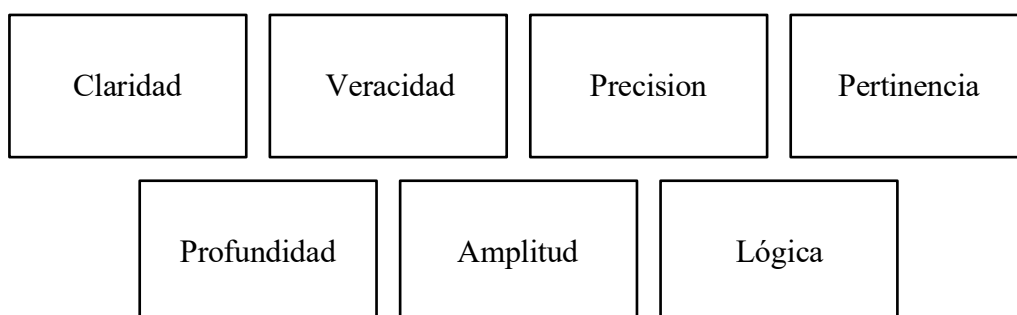 Claridad
Veracidad
Precision
Pertinencia
Profundidad
Amplitud
Lógica